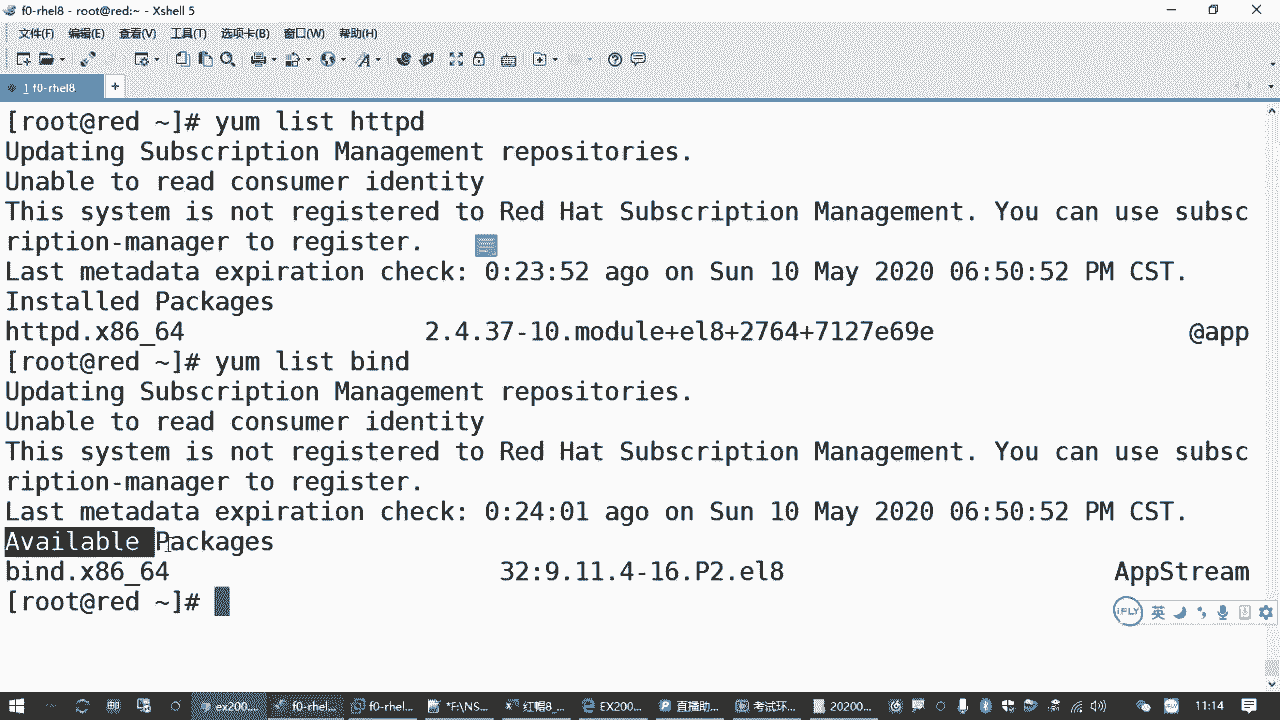 f0-rhel8 - root@red:~ - Xshell 5
文件(F) 编辑(E) 查看(V) 工具(T) 选项卡(B) 窗口(W) 帮助(H)
1 f0-rhel8 +
[root@red ~]# yum list httpd
Updating Subscription Management repositories.
Unable to read consumer identity
This system is not registered to Red Hat Subscription Management. You can use subsc
ription-manager to register.
Last metadata expiration check: 0:23:52 ago on Sun 10 May 2020 06:50:52 PM CST.
Installed Packages
httpd.x86_64 2.4.37-10.module+el8+2764+7127e69e @app
[root@red ~]# yum list bind
Updating Subscription Management repositories.
Unable to read consumer identity
This system is not registered to Red Hat Subscription Management. You can use subsc
ription-manager to register.
Last metadata expiration check: 0:24:01 ago on Sun 10 May 2020 06:50:52 PM CST.
Available Packages
bind.x86_64 32:9.11.4-16.P2.el8 AppStream
[root@red ~]#
iFLY 英
ex200... f0-rhel... f0-rhel... *F:\NS... 红帽8_... EX200... 直播助... 考试环... 20200... 11:14